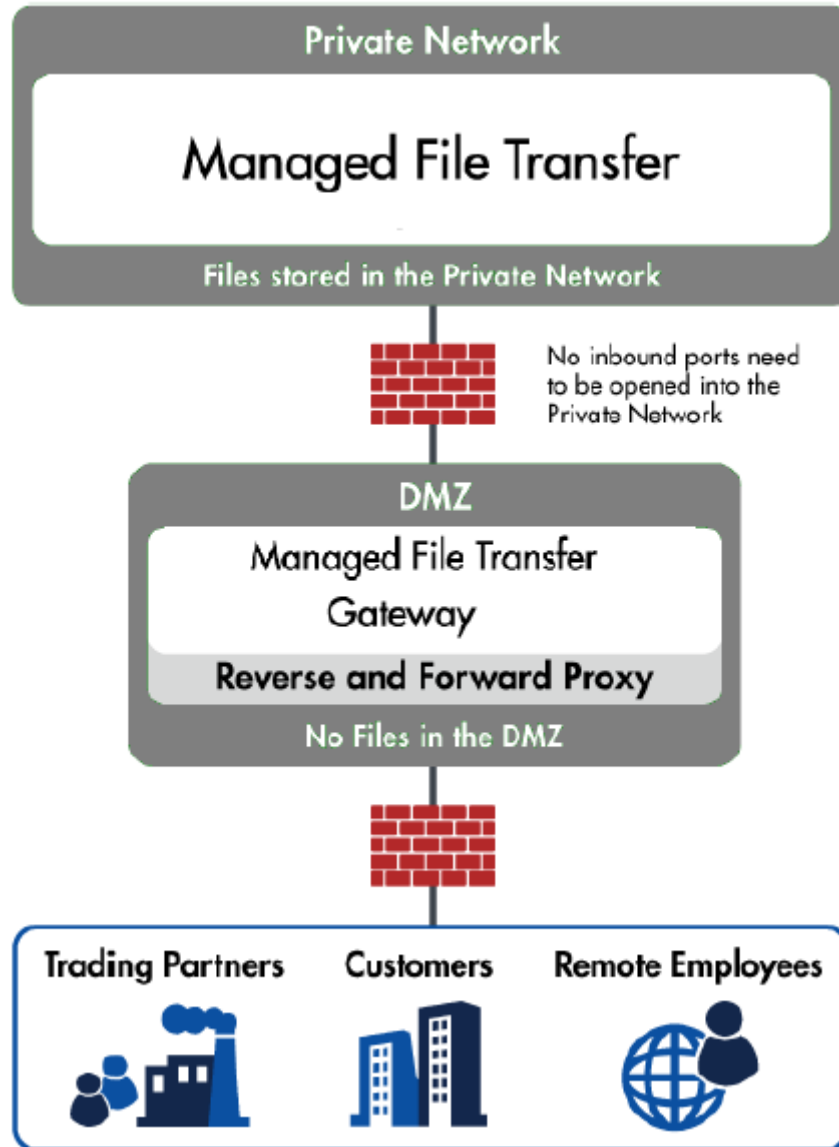 Private Network
Managed File Transfer
Files stored in the Private Network
No inbound ports need
to be opened into the
Private Network
DMZ
Managed File Transfer
Gateway
Reverse and Forward Proxy
No Files in the DMZ
Trading Partners
Customers
Remote Employees